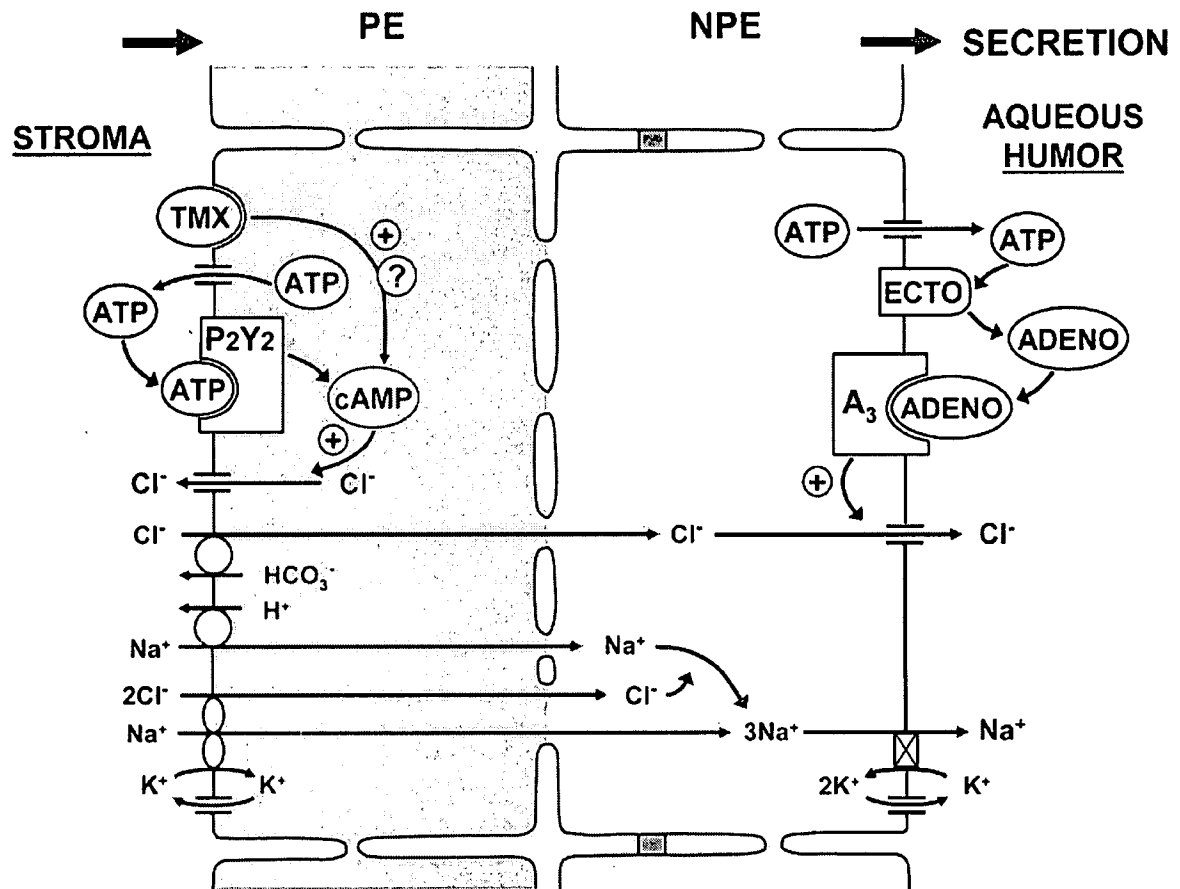 PE
NPE
SECRETION
STROMA
AQUEOUS
HUMOR
TMX
+
?
ATP
ATP
P2Y2
ATP
cAMP
+
Cl⁻
Cl⁻
ATP
ATP
ECTO
ADENO
A₃
ADENO
+
Cl⁻
Cl⁻
Cl⁻
HCO₃⁻
H⁺
Na⁺
Na⁺
2Cl⁻
Cl⁻
Na⁺
3Na⁺
Na⁺
K⁺
K⁺
2K⁺
K⁺